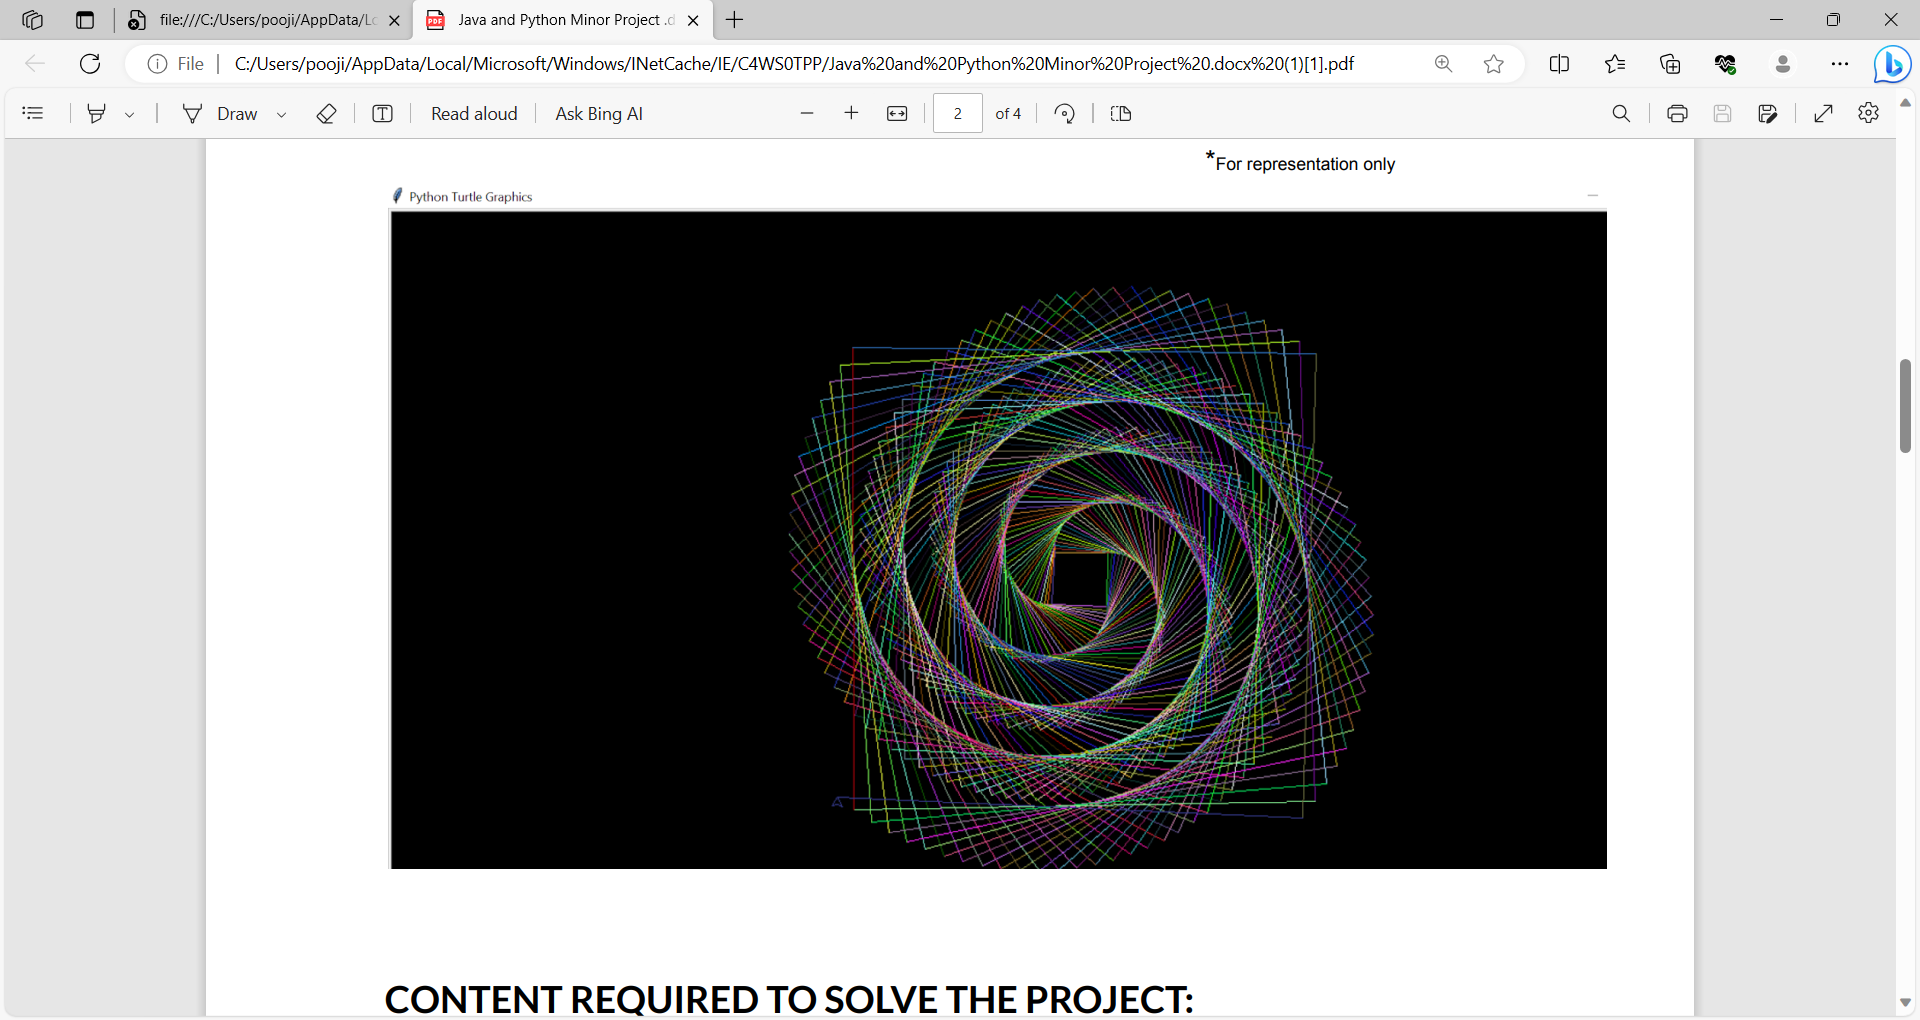 file:///C:/Users/pooji/AppData/Lc
Java and Python Minor Project .d
File
C:/Users/pooji/AppData/Local/Microsoft/Windows/INetCache/IE/C4WS0TPP/Java%20and%20Python%20Minor%20Project%20.docx%20(1)[1].pdf
Draw
Read aloud
Ask Bing AI
2 of 4
*For representation only
Python Turtle Graphics
CONTENT REQUIRED TO SOLVE THE PROJECT: